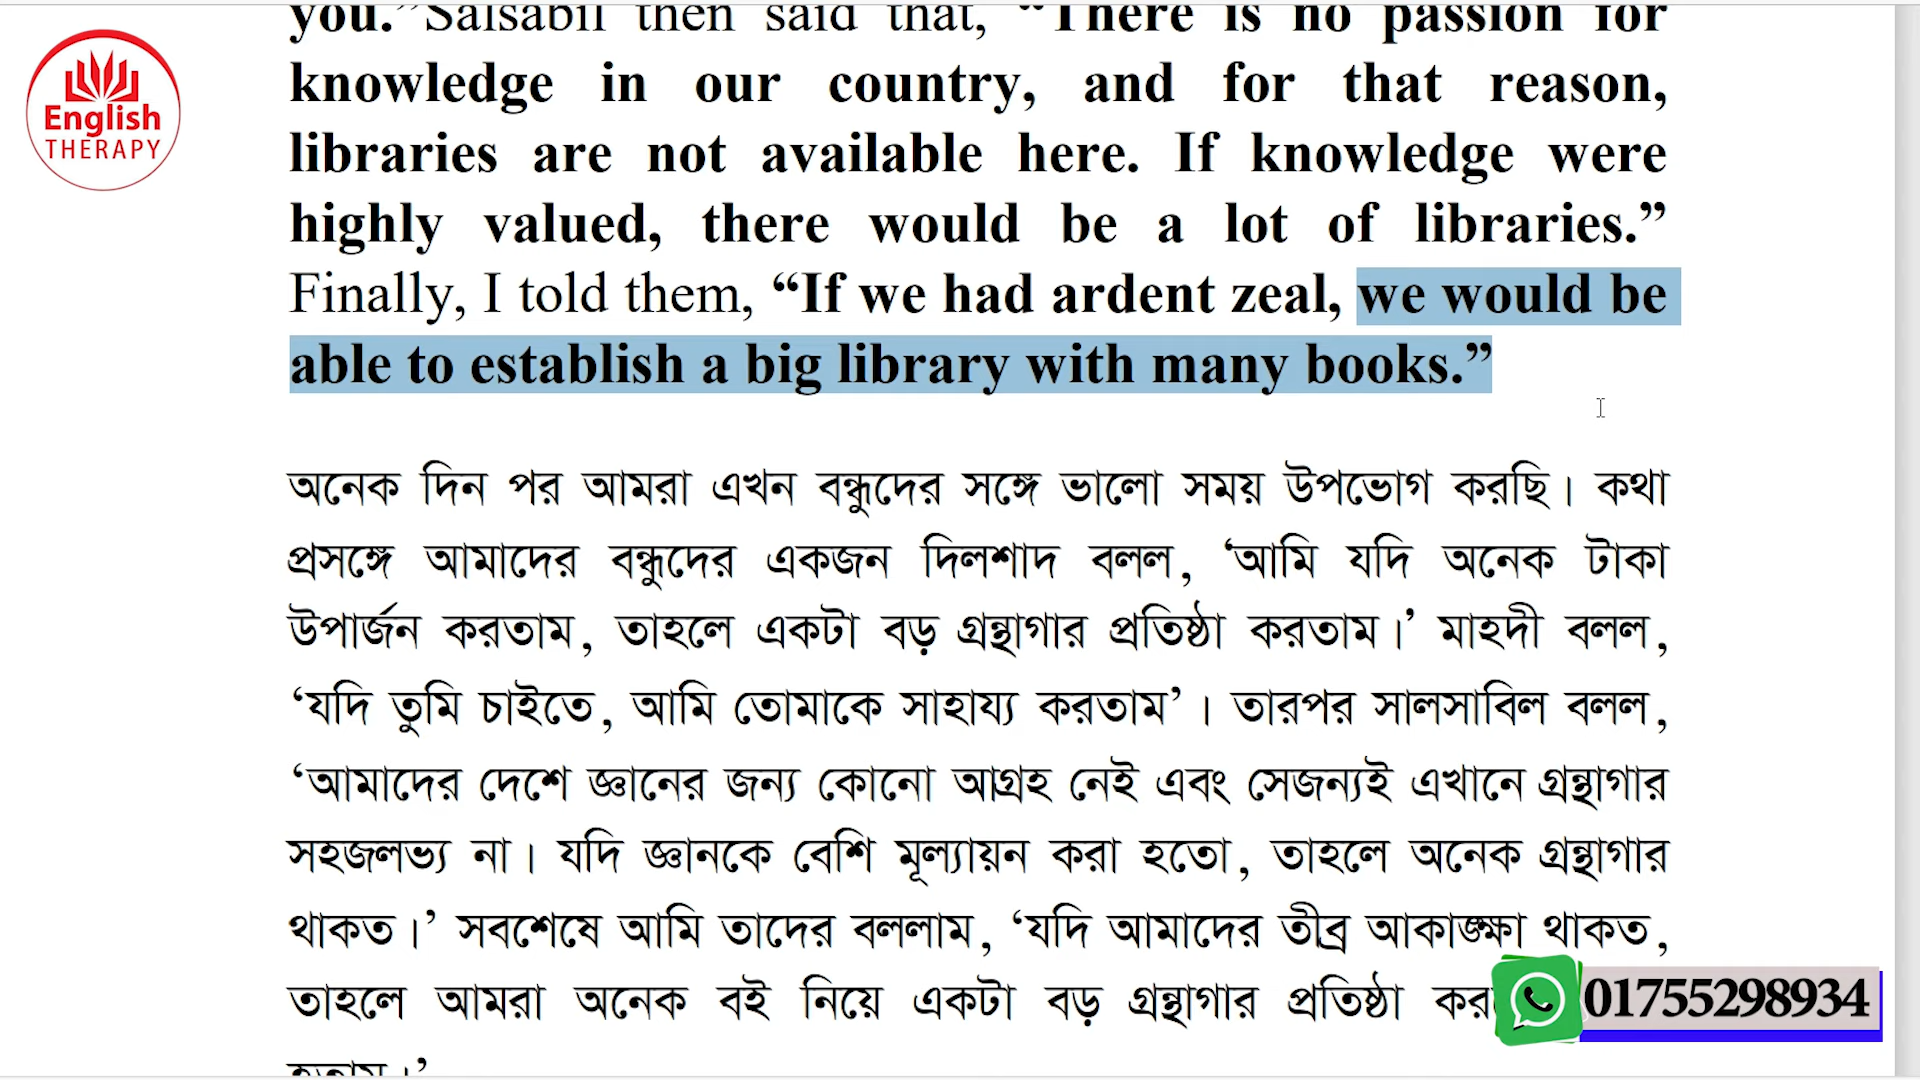 English
THERAPY
you.”Salsabil then said that, “There is no passion for
knowledge in our country, and for that reason,
libraries are not available here. If knowledge were
highly valued, there would be a lot of libraries.”
Finally, I told them, “If we had ardent zeal, we would be
able to establish a big library with many books.”
অনেক দিন পর আমরা এখন বন্ধুদের সঙ্গে ভালো সময় উপভোগ করছি। কথা
প্রসঙ্গে আমাদের বন্ধুদের একজন দিলশাদ বলল, ‘আমি যদি অনেক টাকা
উপার্জন করতাম, তাহলে একটা বড় গ্রন্থাগার প্রতিষ্ঠা করতাম।’ মাহদী বলল,
‘যদি তুমি চাইতে, আমি তোমাকে সাহায্য করতাম’। তারপর সালসাবিল বলল,
‘আমাদের দেশে জ্ঞানের জন্য কোনো আগ্রহ নেই এবং সেজন্যই এখানে গ্রন্থাগার
সহজলভ্য না। যদি জ্ঞানকে বেশি মূল্যায়ন করা হতো, তাহলে অনেক গ্রন্থাগার
থাকত।’ সবশেষে আমি তাদের বললাম, ‘যদি আমাদের তীব্র আকাঙ্ক্ষা থাকত,
তাহলে আমরা অনেক বই নিয়ে একটা বড় গ্রন্থাগার প্রতিষ্ঠা
01755298934